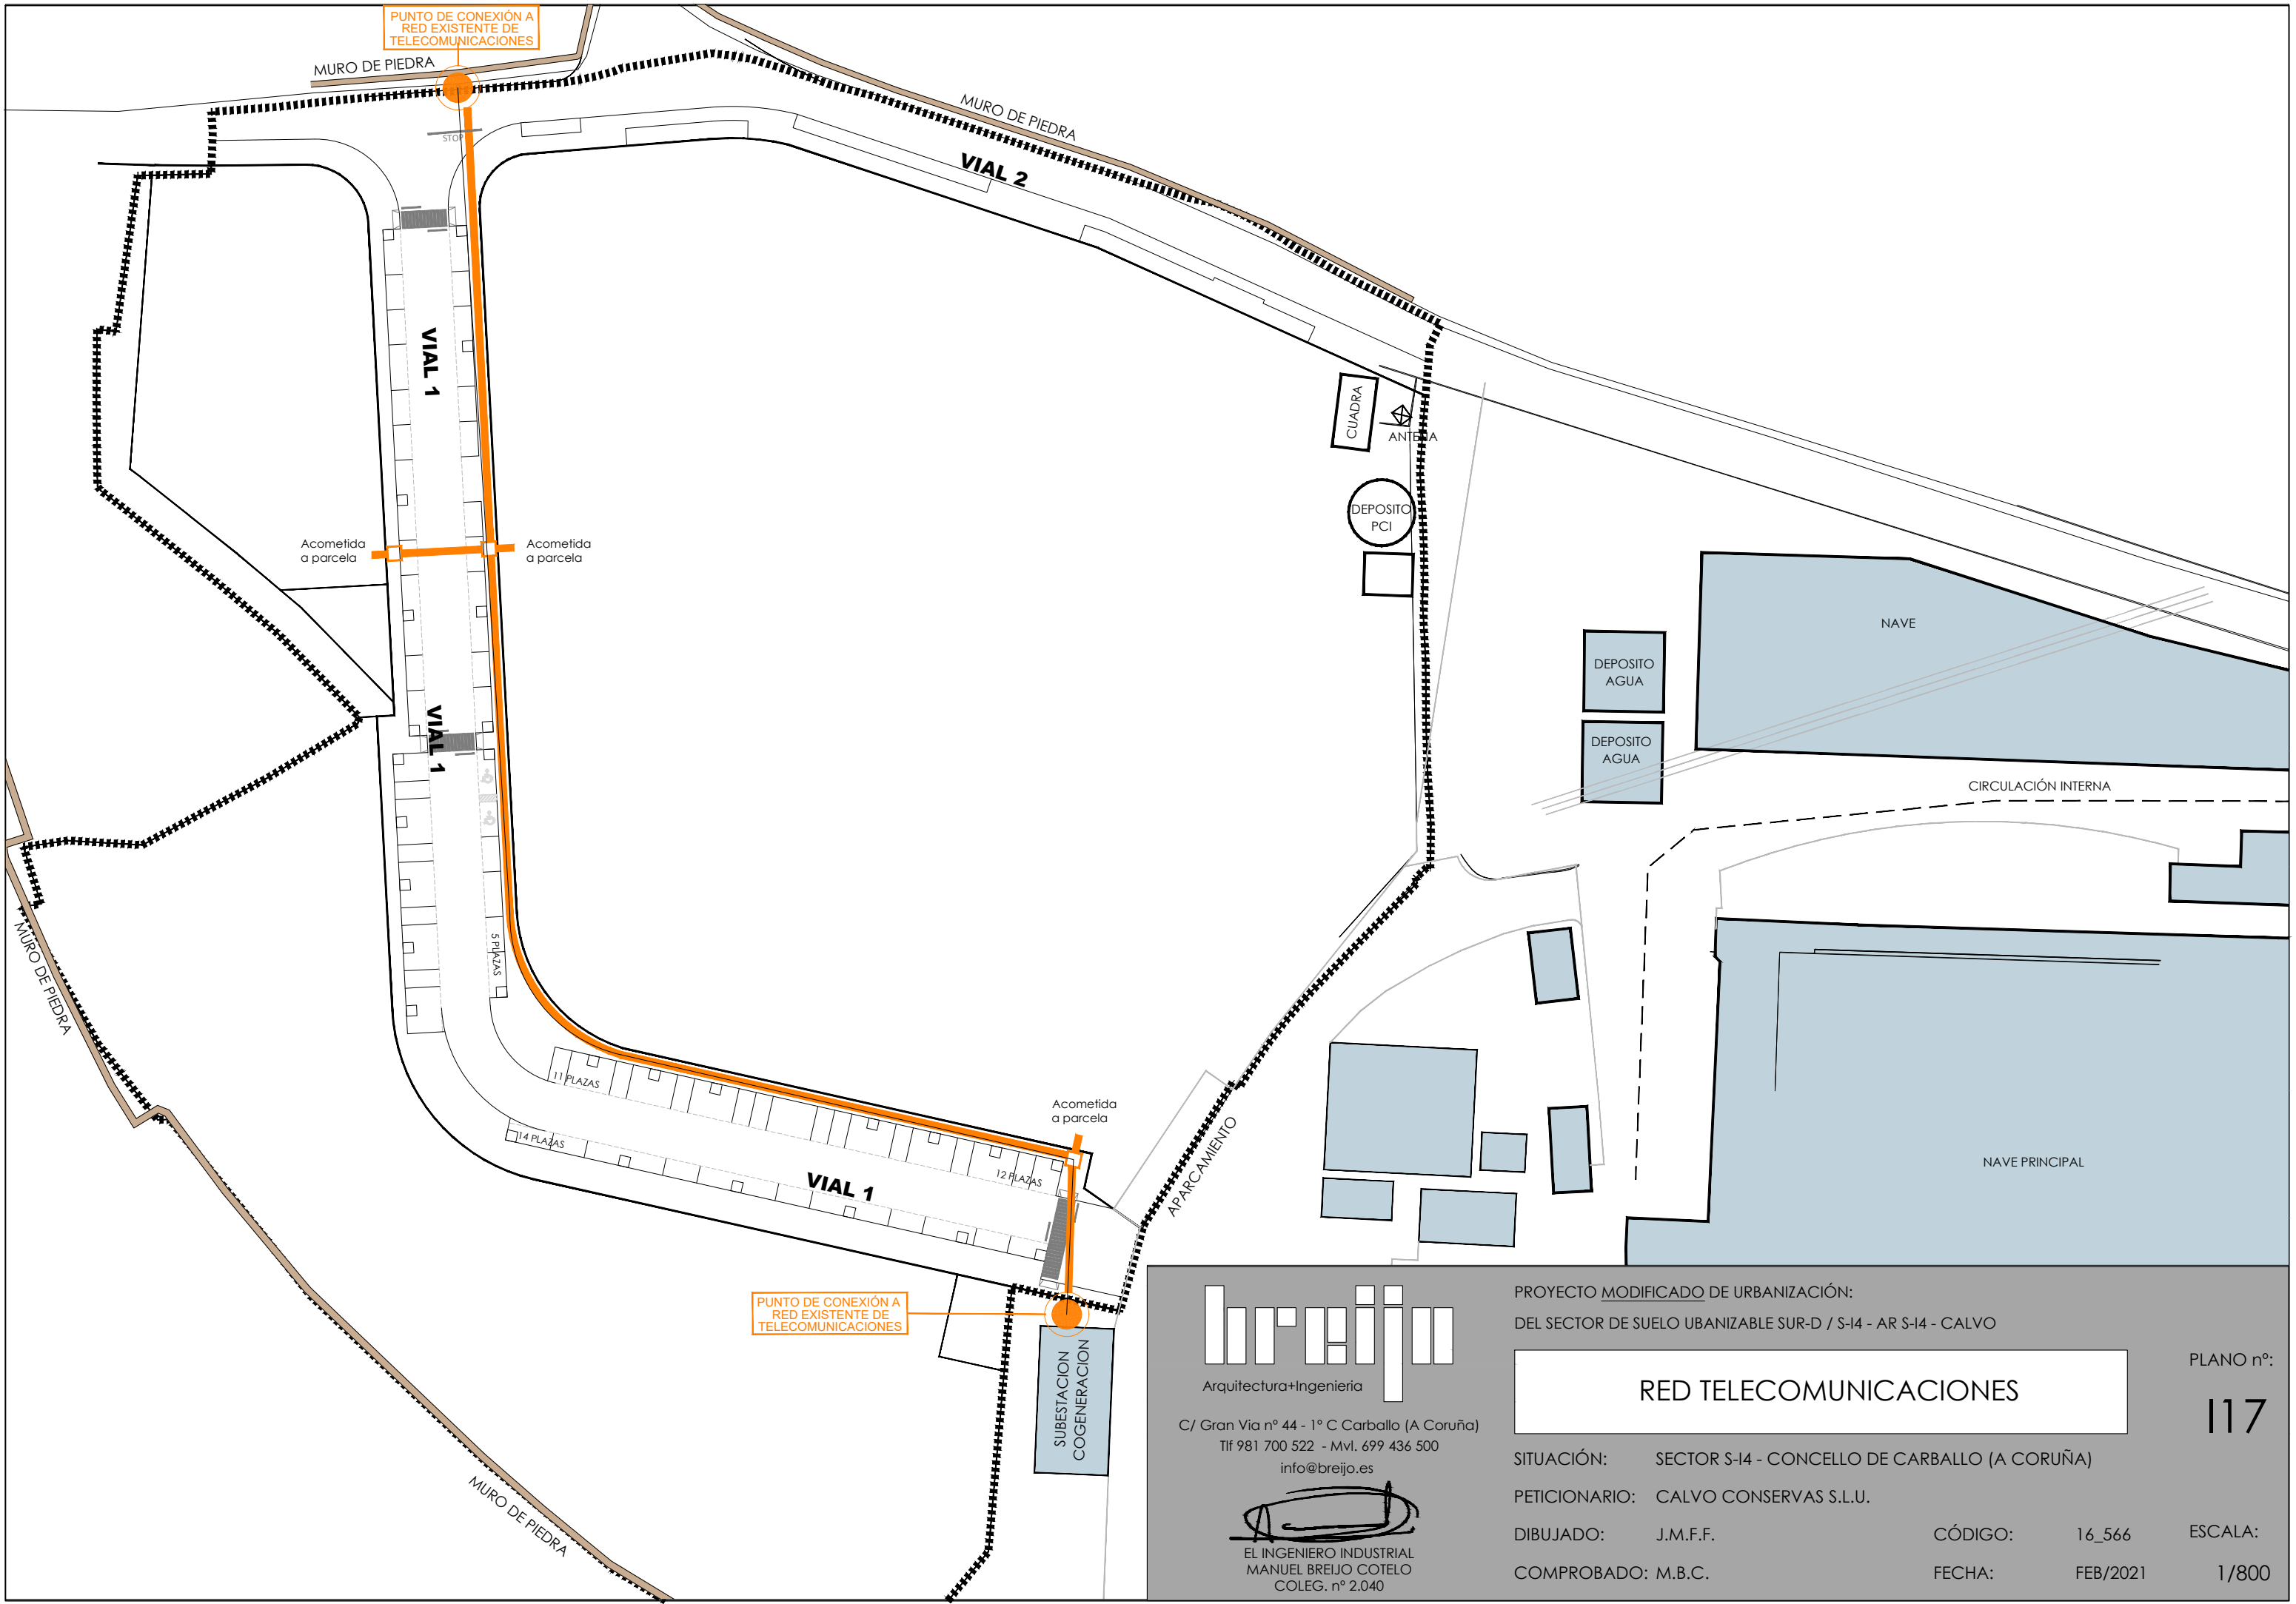 PUNTO DE CONEXIÓN A
RED EXISTENTE DE
TELECOMUNICACIONES
MURO DE PIEDRA
STOP
MURO DE PIEDRA
VIAL 2
VIAL 1
CUADRA
ANTENA
DEPOSITO
PCI
Acometida
a parcela
Acometida
a parcela
NAVE
DEPOSITO
AGUA
DEPOSITO
AGUA
VIAL 1
CIRCULACIÓN INTERNA
MURO DE PIEDRA
5 PLAZAS
11 PLAZAS
14 PLAZAS
12 PLAZAS
VIAL 1
Acometida
a parcela
APARCAMIENTO
NAVE PRINCIPAL
PUNTO DE CONEXIÓN A
RED EXISTENTE DE
TELECOMUNICACIONES
SUBESTACION
COGENERACION
MURO DE PIEDRA
breijo
Arquitectura+Ingenieria
C/ Gran Via nº 44 - 1º C Carballo (A Coruña)
Tlf 981 700 522 - Mvl. 699 436 500
info@breijo.es
EL INGENIERO INDUSTRIAL
MANUEL BREIJO COTELO
COLEG. nº 2.040
PROYECTO MODIFICADO DE URBANIZACIÓN:
DEL SECTOR DE SUELO UBANIZABLE SUR-D / S-I4 - AR S-I4 - CALVO
RED TELECOMUNICACIONES
PLANO nº:
I17
SITUACIÓN: SECTOR S-I4 - CONCELLO DE CARBALLO (A CORUÑA)
PETICIONARIO: CALVO CONSERVAS S.L.U.
DIBUJADO: J.M.F.F. CÓDIGO: 16_566 ESCALA:
COMPROBADO: M.B.C. FECHA: FEB/2021 1/800